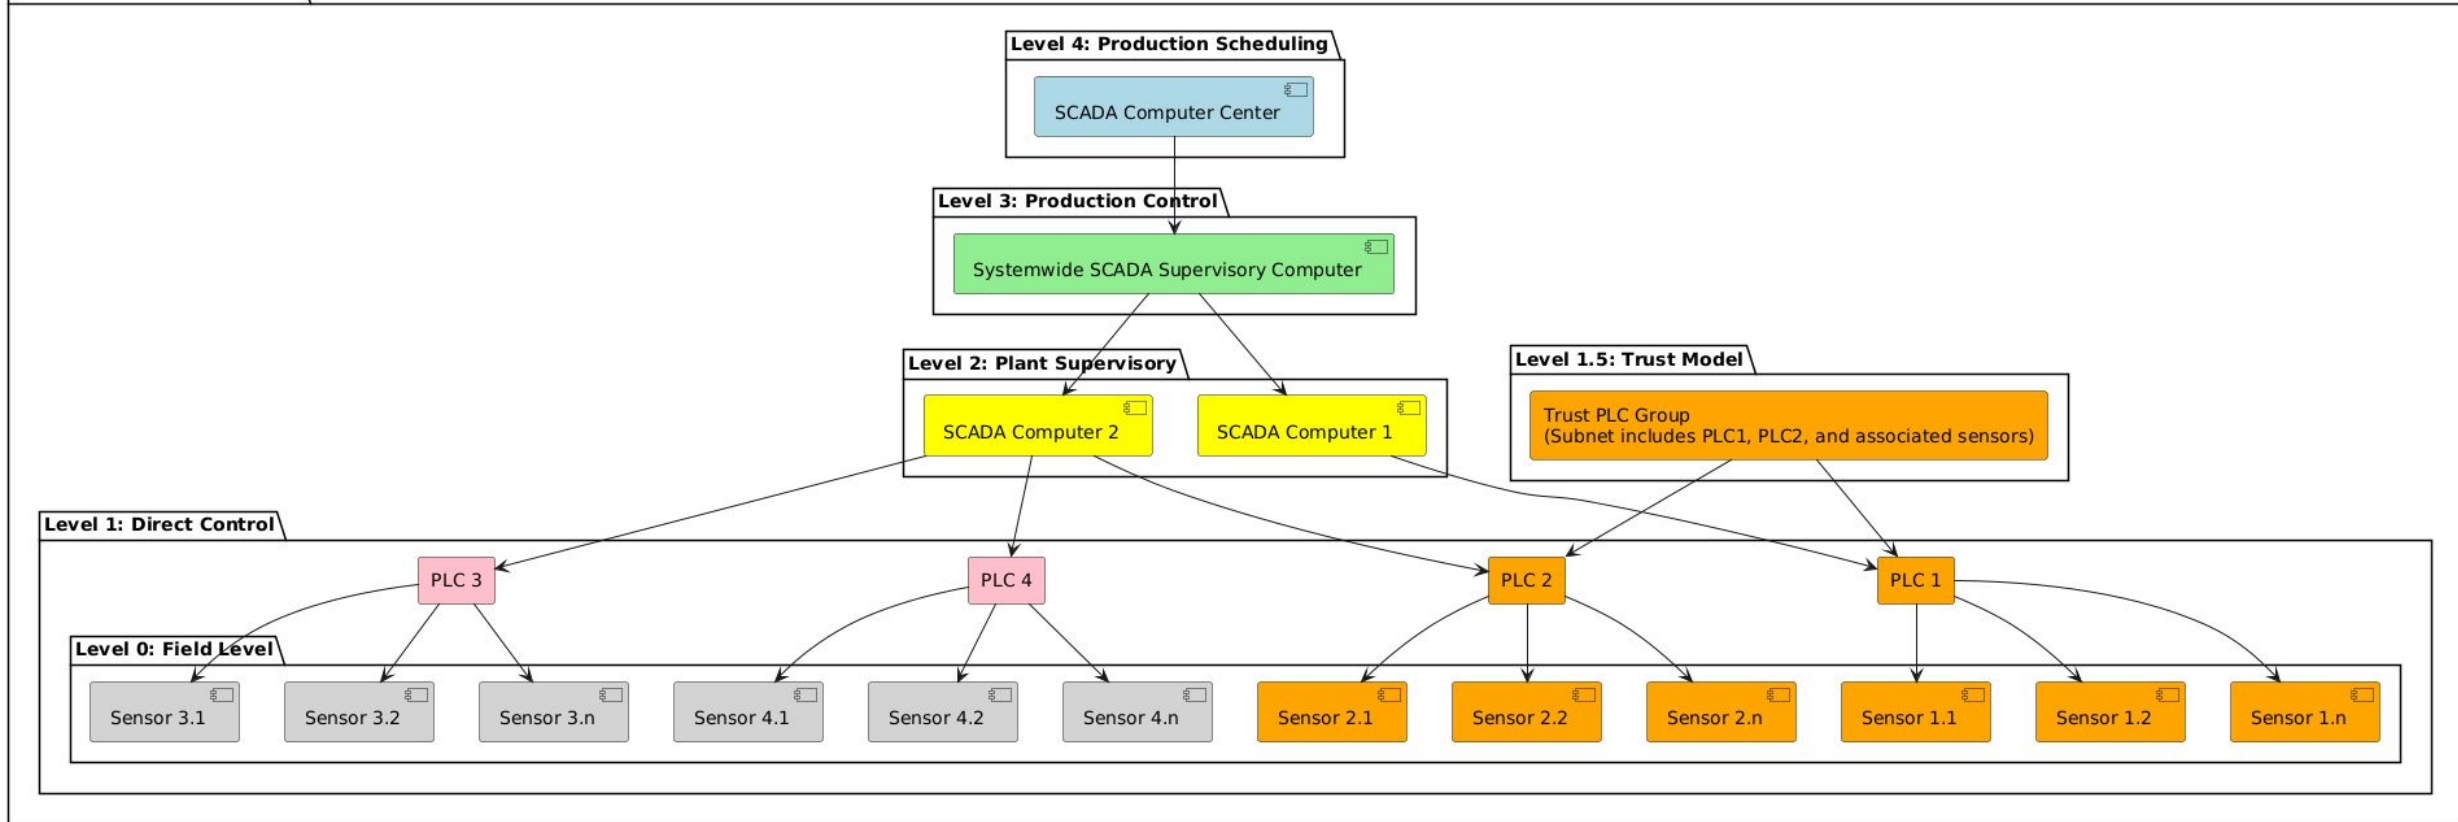 Level 4: Production Scheduling
SCADA Computer Center
Level 3: Production Control
Systemwide SCADA Supervisory Computer
Level 2: Plant Supervisory
SCADA Computer 2
SCADA Computer 1
Level 1.5: Trust Model
Trust PLC Group
(Subnet includes PLC1, PLC2, and associated sensors)
Level 1: Direct Control
PLC 3
PLC 4
PLC 2
PLC 1
Level 0: Field Level
Sensor 3.1
Sensor 3.2
Sensor 3.n
Sensor 4.1
Sensor 4.2
Sensor 4.n
Sensor 2.1
Sensor 2.2
Sensor 2.n
Sensor 1.1
Sensor 1.2
Sensor 1.n